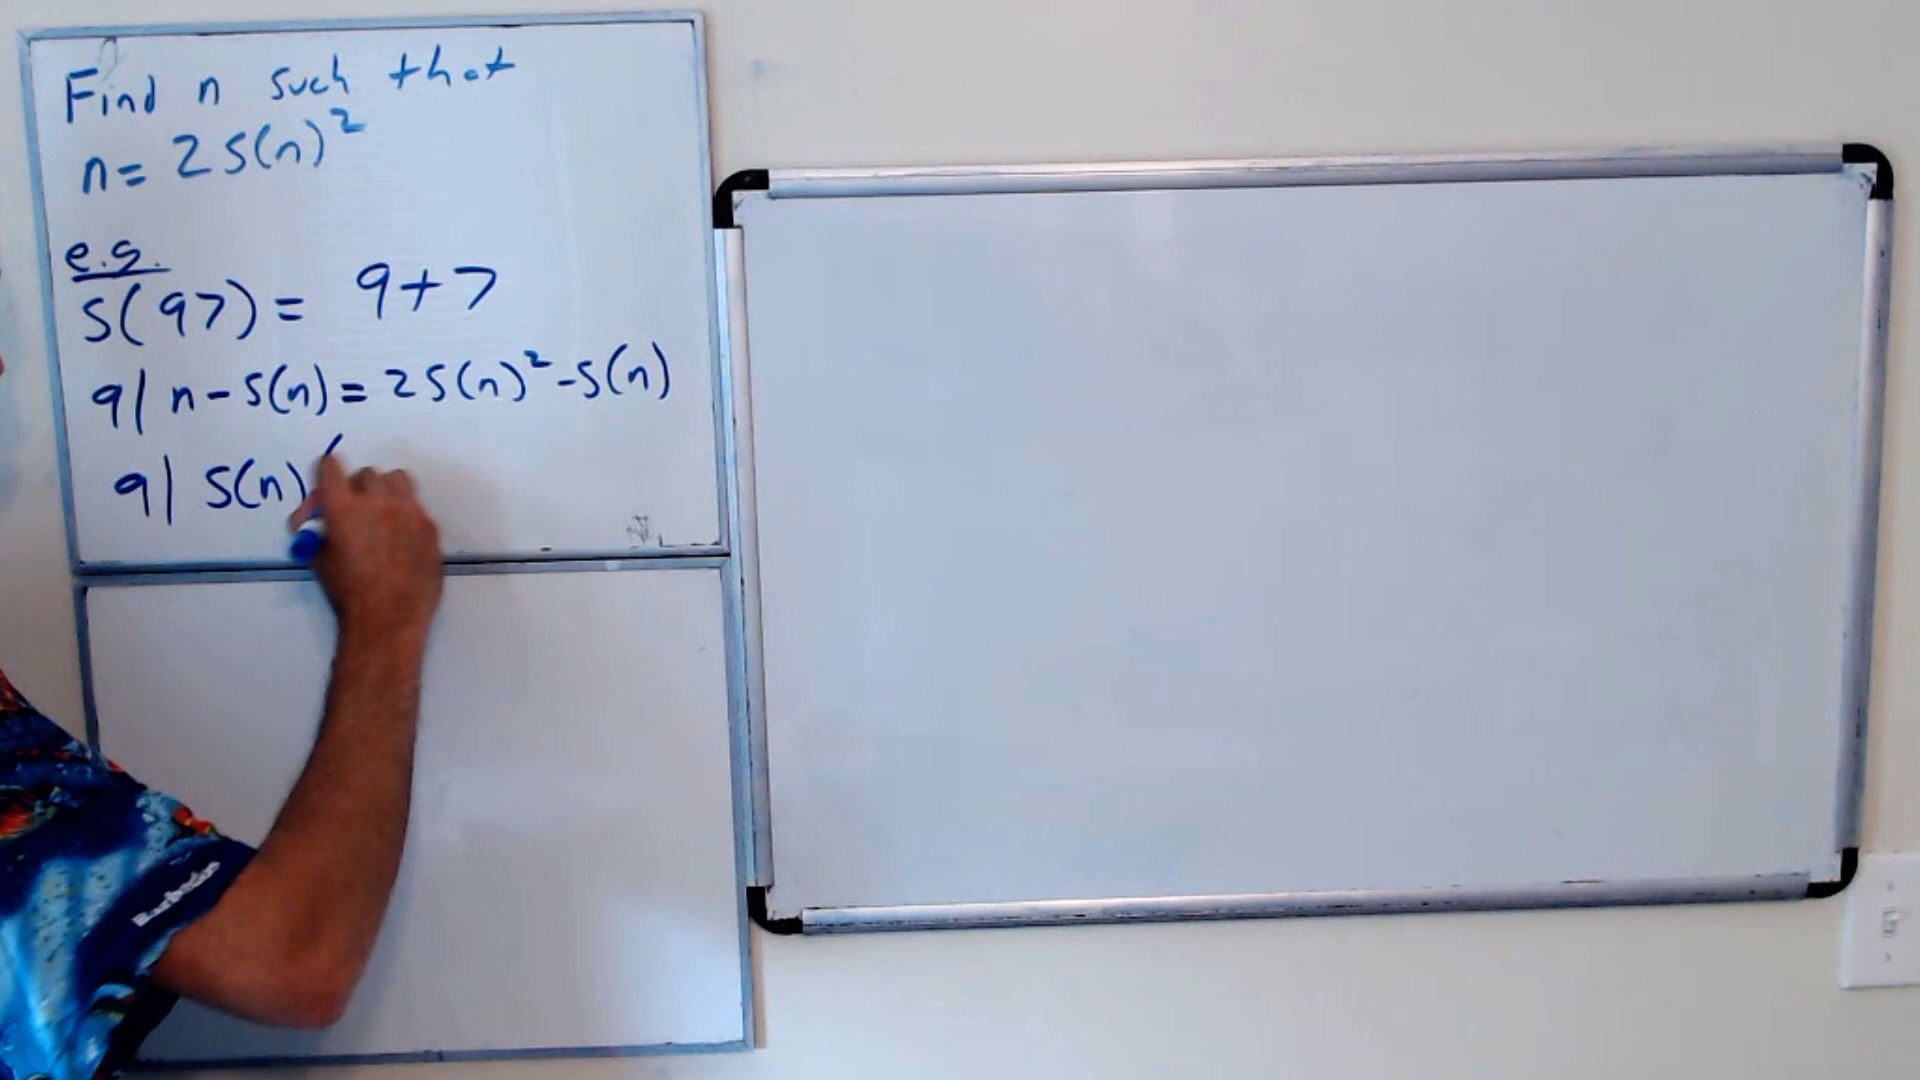 Find n such that
n = 2S(n)²
e.g.
S(97) = 9+7
9| n-S(n) = 2S(n)²-S(n)
9| S(n)(